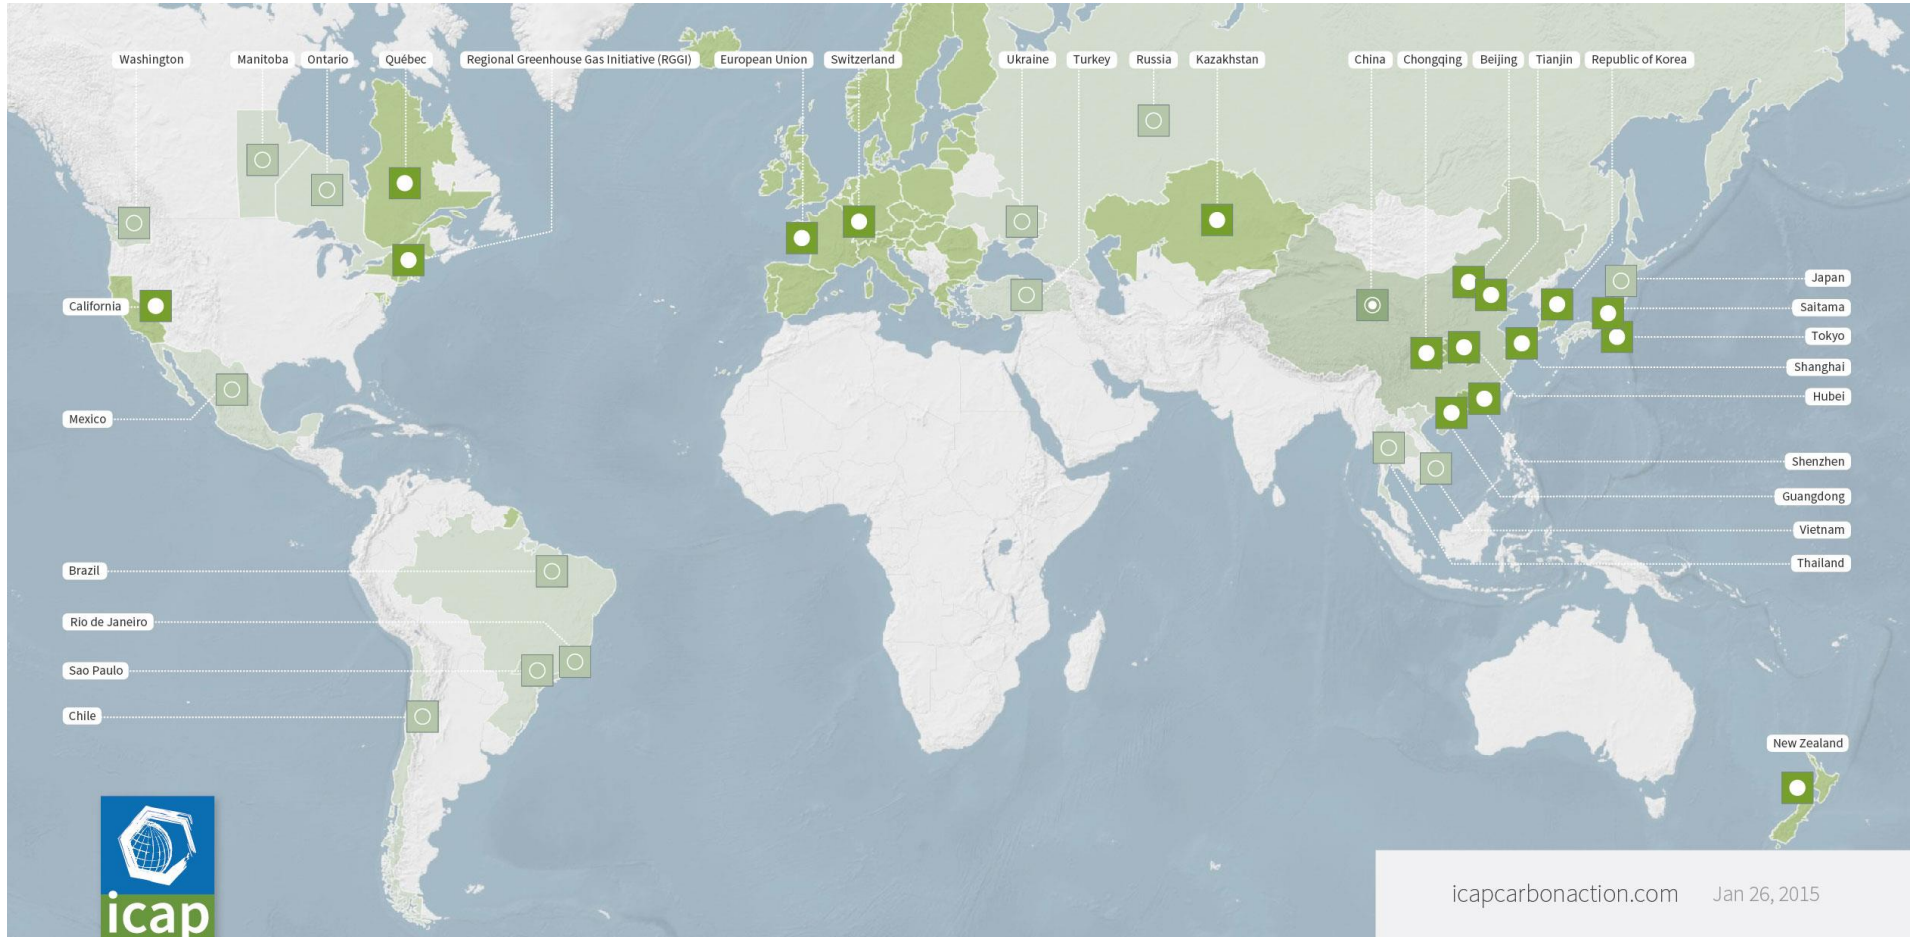 Washington
Manitoba
Ontario
Québec
Regional Greenhouse Gas Initiative (RGGI)
European Union
Switzerland
Ukraine
Turkey
Russia
Kazakhstan
China
Chongqing
Beijing
Tianjin
Republic of Korea
California
Mexico
Brazil
Rio de Janeiro
Sao Paulo
Chile
Japan
Saitama
Tokyo
Shanghai
Hubei
Shenzhen
Guangdong
Vietnam
Thailand
New Zealand
icap
icapcarbonaction.com Jan 26, 2015